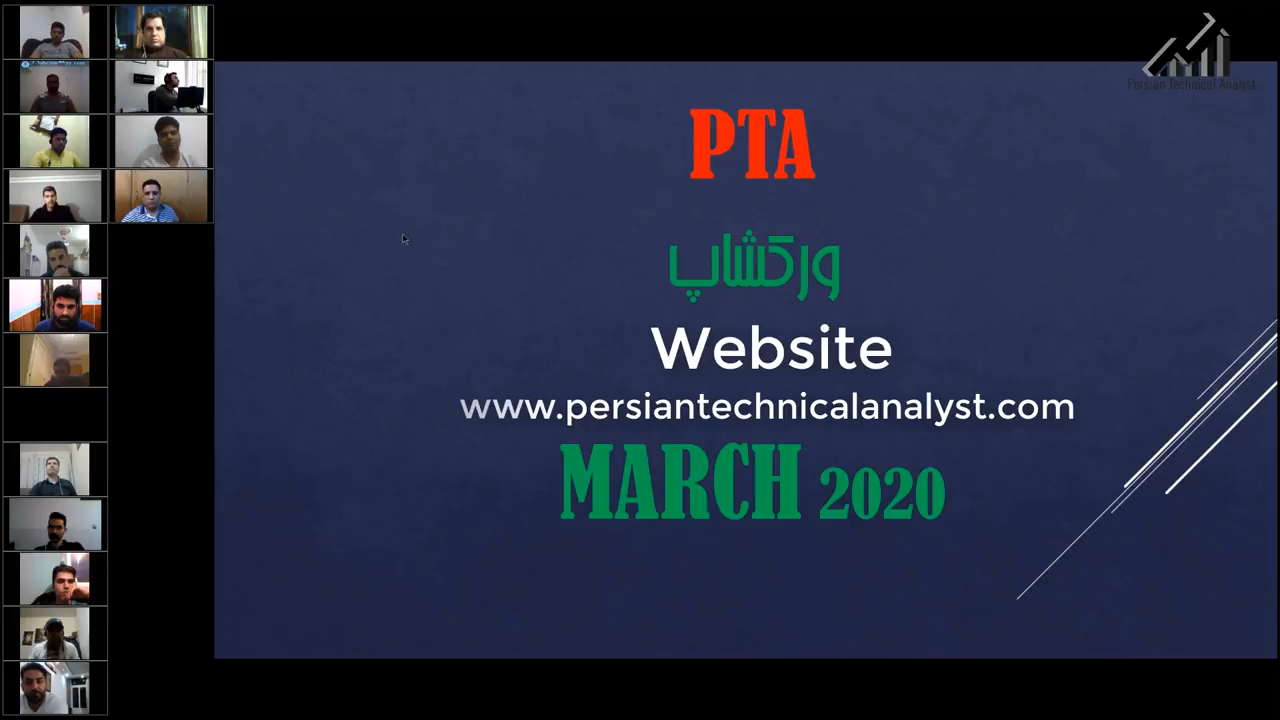 Persian Technical Analyst
PTA
ورکشاپ
Website
www.persiantechnicalanalyst.com
MARCH 2020